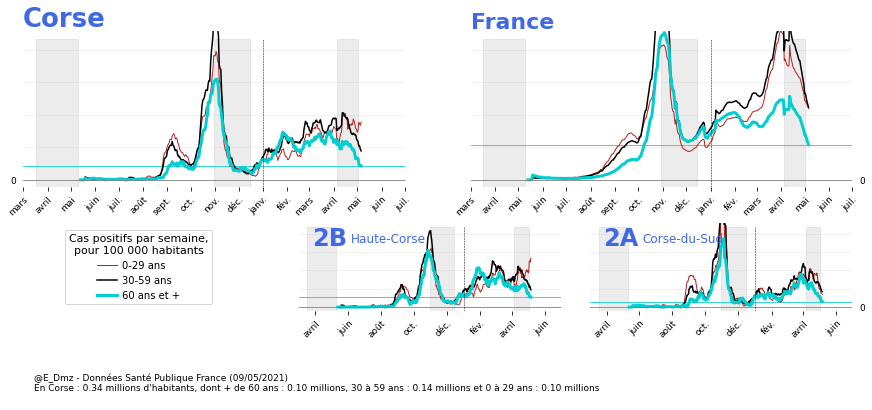 Corse
France
0
0
mars avril mai juin juil. août sept. oct. nov. déc. janv. fév. mars avril mai juin juil.
mars avril mai juin juil. août sept. oct. nov. déc. janv. fév. mars avril mai juin juil.
Cas positifs par semaine,
pour 100 000 habitants
0-29 ans
30-59 ans
60 ans et +
2B Haute-Corse
2A Corse-du-Sud
0
avril juin août oct. déc. fév. avril juin
avril juin août oct. déc. fév. avril juin
@E_Dmz - Données Santé Publique France (09/05/2021)
En Corse : 0.34 millions d'habitants, dont + de 60 ans : 0.10 millions, 30 à 59 ans : 0.14 millions et 0 à 29 ans : 0.10 millions